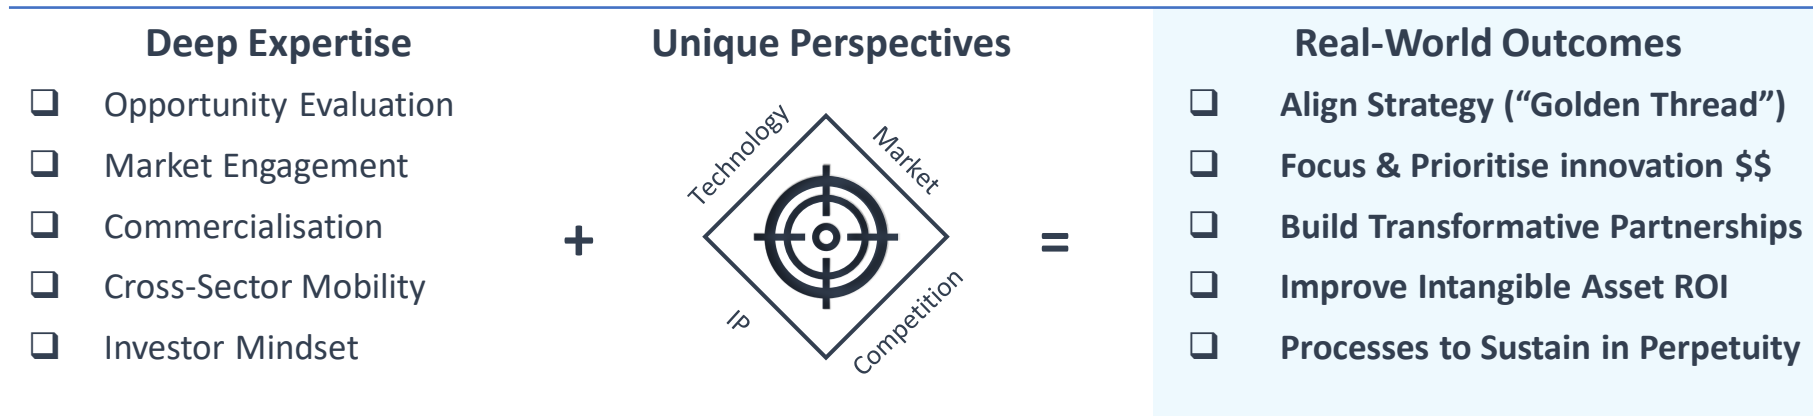 Deep Expertise
❑ Opportunity Evaluation
❑ Market Engagement
❑ Commercialisation
❑ Cross-Sector Mobility
❑ Investor Mindset
+
Unique Perspectives
Technology
Market
IP
Competition
=
Real-World Outcomes
❑ Align Strategy (“Golden Thread”)
❑ Focus & Prioritise innovation $$
❑ Build Transformative Partnerships
❑ Improve Intangible Asset ROI
❑ Processes to Sustain in Perpetuity